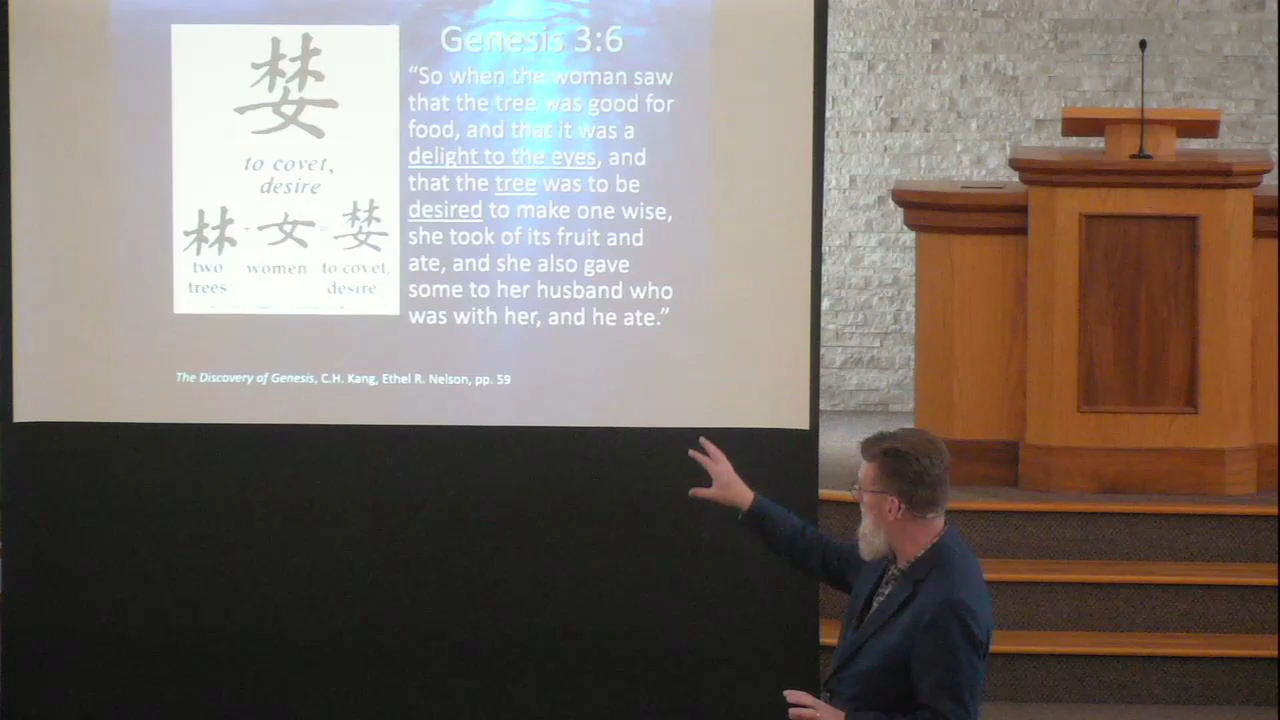 婪
to covet,
desire
林 + 女 = 婪
two women to covet,
trees desire
Genesis 3:6
“So when the woman saw
that the tree was good for
food, and that it was a
delight to the eyes, and
that the tree was to be
desired to make one wise,
she took of its fruit and
ate, and she also gave
some to her husband who
was with her, and he ate.”
The Discovery of Genesis, C.H. Kang, Ethel R. Nelson, pp. 59